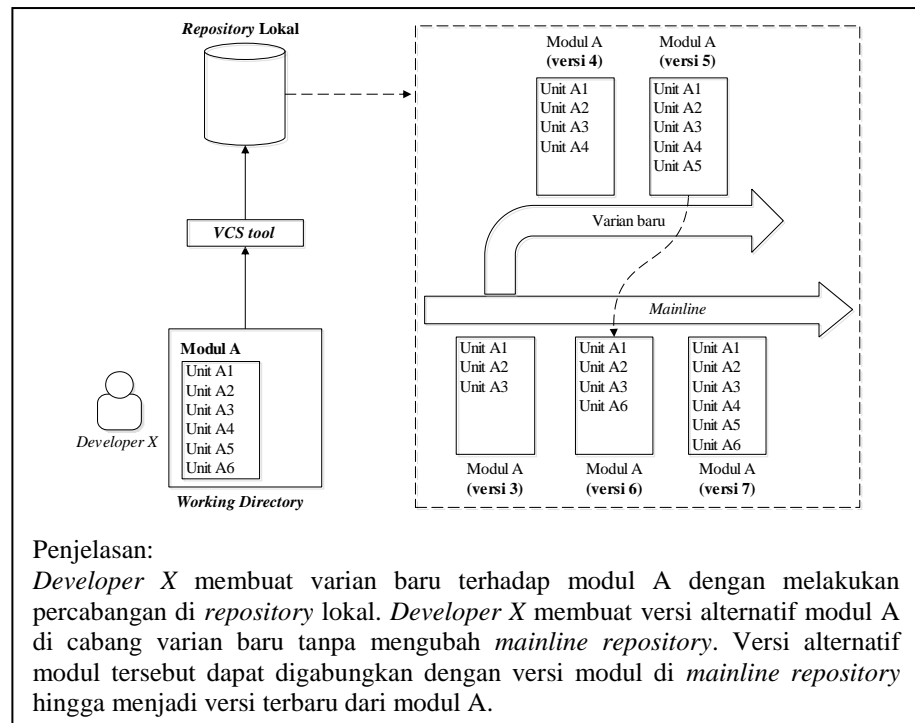 Repository Lokal
VCS tool
Modul A
Unit A1
Unit A2
Unit A3
Unit A4
Unit A5
Unit A6
Developer X
Working Directory
Modul A
(versi 4)
Unit A1
Unit A2
Unit A3
Unit A4
Modul A
(versi 5)
Unit A1
Unit A2
Unit A3
Unit A4
Unit A5
Varian baru
Mainline
Unit A1
Unit A2
Unit A3
Modul A
(versi 3)
Unit A1
Unit A2
Unit A3
Unit A6
Modul A
(versi 6)
Unit A1
Unit A2
Unit A3
Unit A4
Unit A5
Unit A6
Modul A
(versi 7)
Penjelasan:
Developer X membuat varian baru terhadap modul A dengan melakukan
percabangan di repository lokal. Developer X membuat versi alternatif modul A
di cabang varian baru tanpa mengubah mainline repository. Versi alternatif
modul tersebut dapat digabungkan dengan versi modul di mainline repository
hingga menjadi versi terbaru dari modul A.